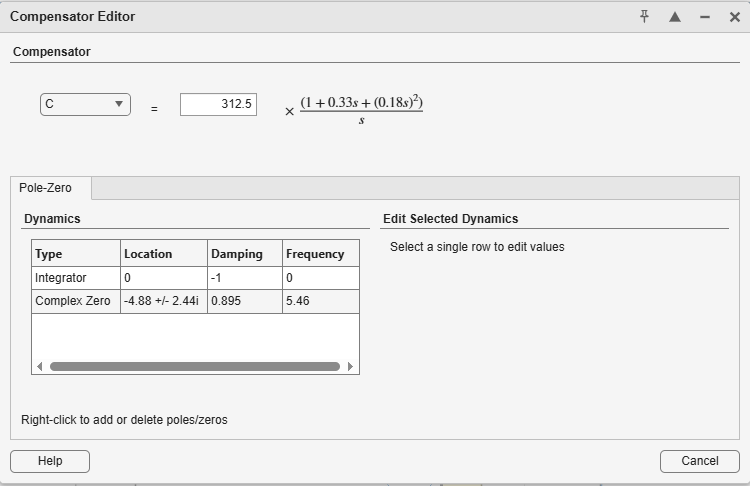 Compensator Editor
Compensator
C = 312.5 × (1 + 0.33s + (0.18s)²)
s
Pole-Zero
Dynamics
Edit Selected Dynamics
Type Location Damping Frequency
Select a single row to edit values
Integrator 0 -1 0
Complex Zero -4.88 +/- 2.44i 0.895 5.46
Right-click to add or delete poles/zeros
Help Cancel